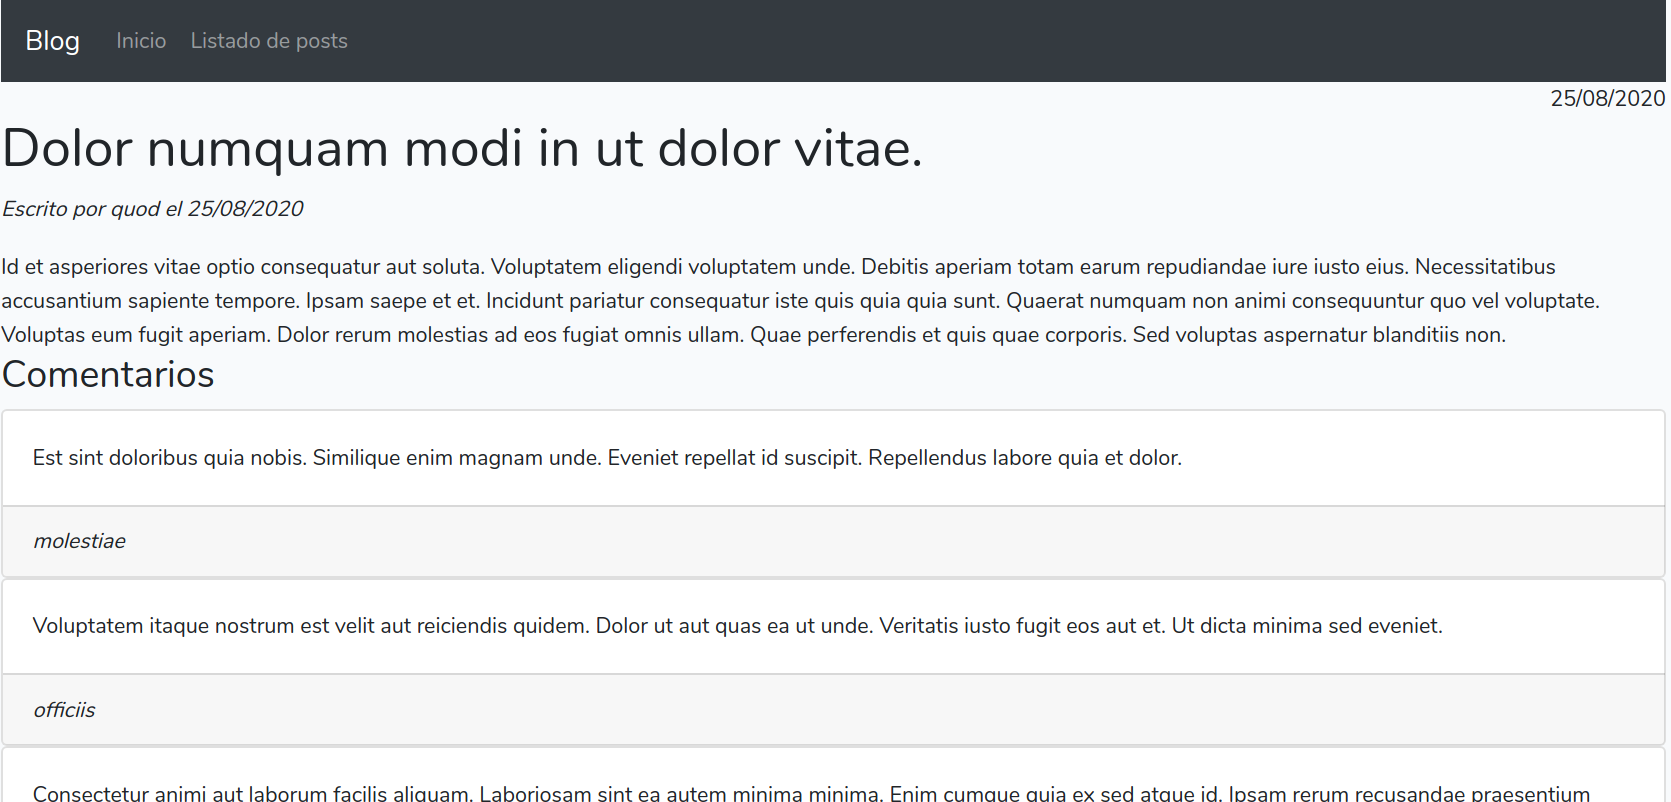 Blog Inicio Listado de posts
25/08/2020
Dolor numquam modi in ut dolor vitae.
Escrito por quod el 25/08/2020
Id et asperiores vitae optio consequatur aut soluta. Voluptatem eligendi voluptatem unde. Debitis aperiam totam earum repudiandae iure iusto eius. Necessitatibus
accusantium sapiente tempore. Ipsam saepe et et. Incidunt pariatur consequatur iste quis quia quia sunt. Quaerat numquam non animi consequuntur quo vel voluptate.
Voluptas eum fugit aperiam. Dolor rerum molestias ad eos fugiat omnis ullam. Quae perferendis et quis quae corporis. Sed voluptas aspernatur blanditiis non.
Comentarios
Est sint doloribus quia nobis. Similique enim magnam unde. Eveniet repellat id suscipit. Repellendus labore quia et dolor.
molestiae
Voluptatem itaque nostrum est velit aut reiciendis quidem. Dolor ut aut quas ea ut unde. Veritatis iusto fugit eos aut et. Ut dicta minima sed eveniet.
officiis
Consectetur animi aut laborum facilis aliquam. Laboriosam sint ea autem minima minima. Enim cumque quia ex sed atque id. Ipsam rerum recusandae praesentium